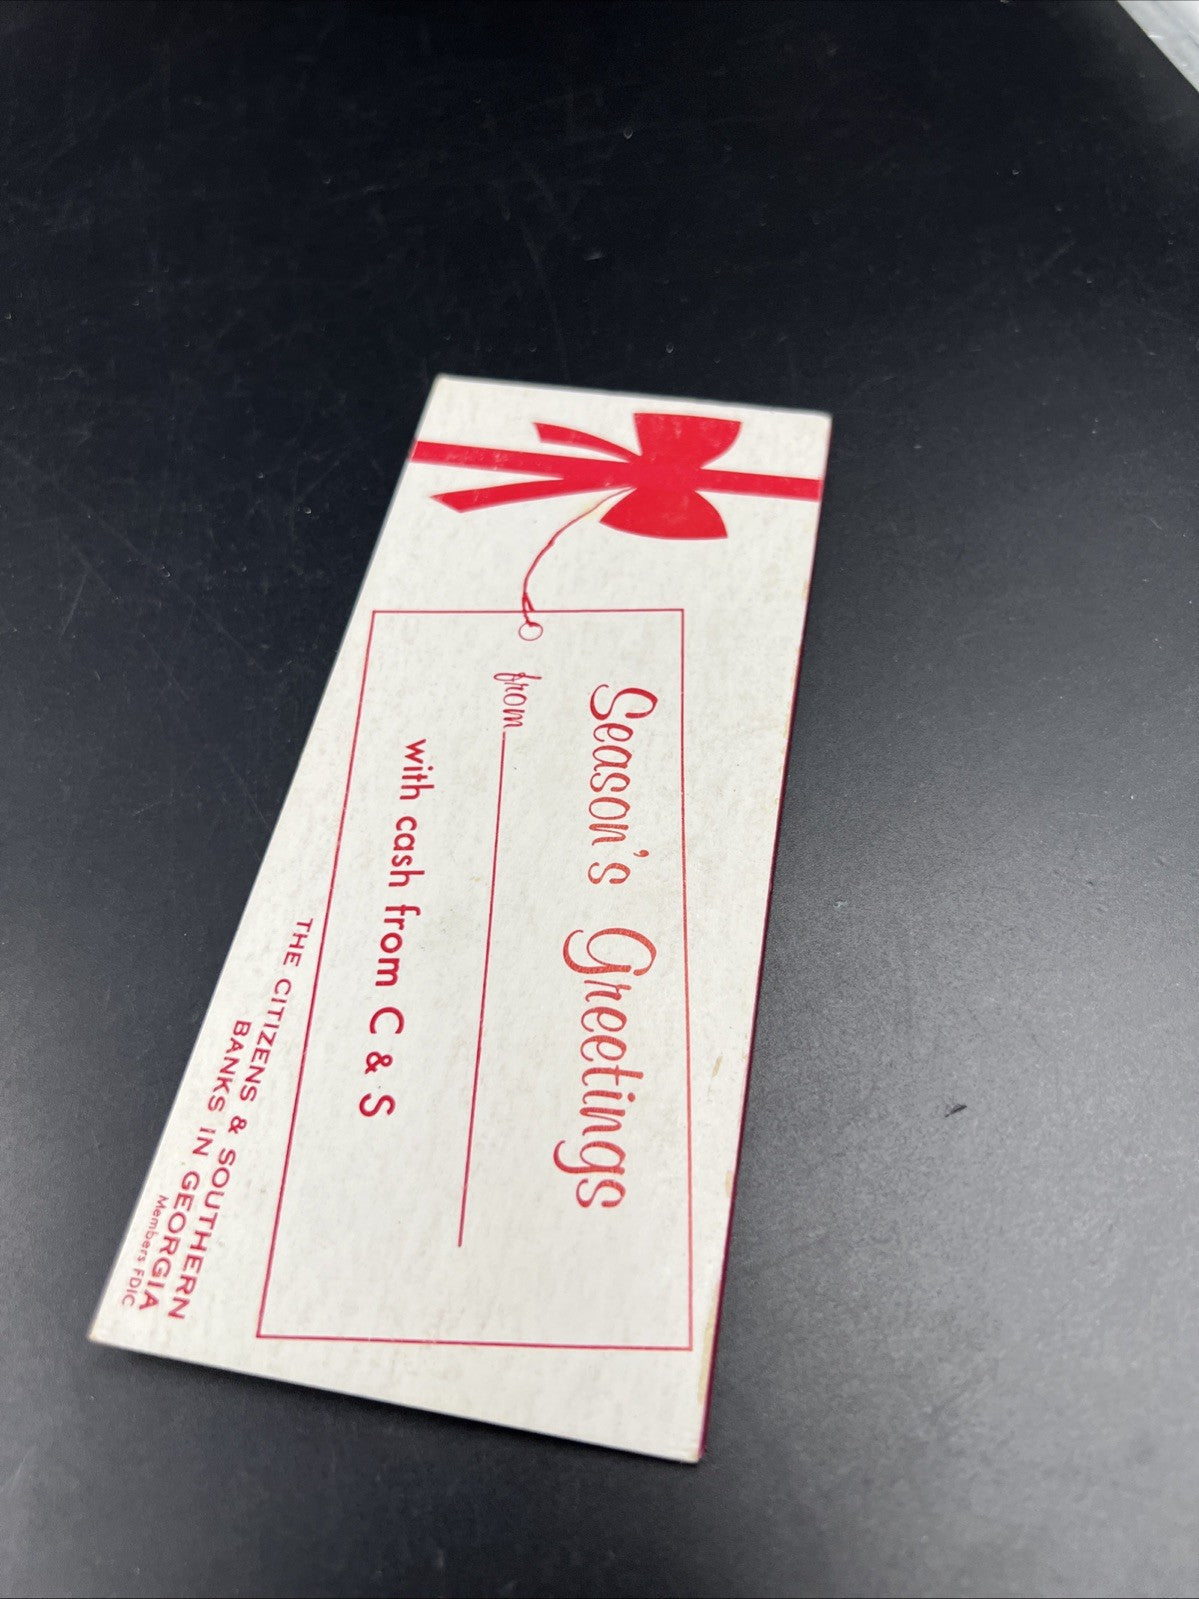 Season's Greetings
from
with cash from C & S
THE CITIZENS & SOUTHERN
BANKS IN GEORGIA
Members FDIC